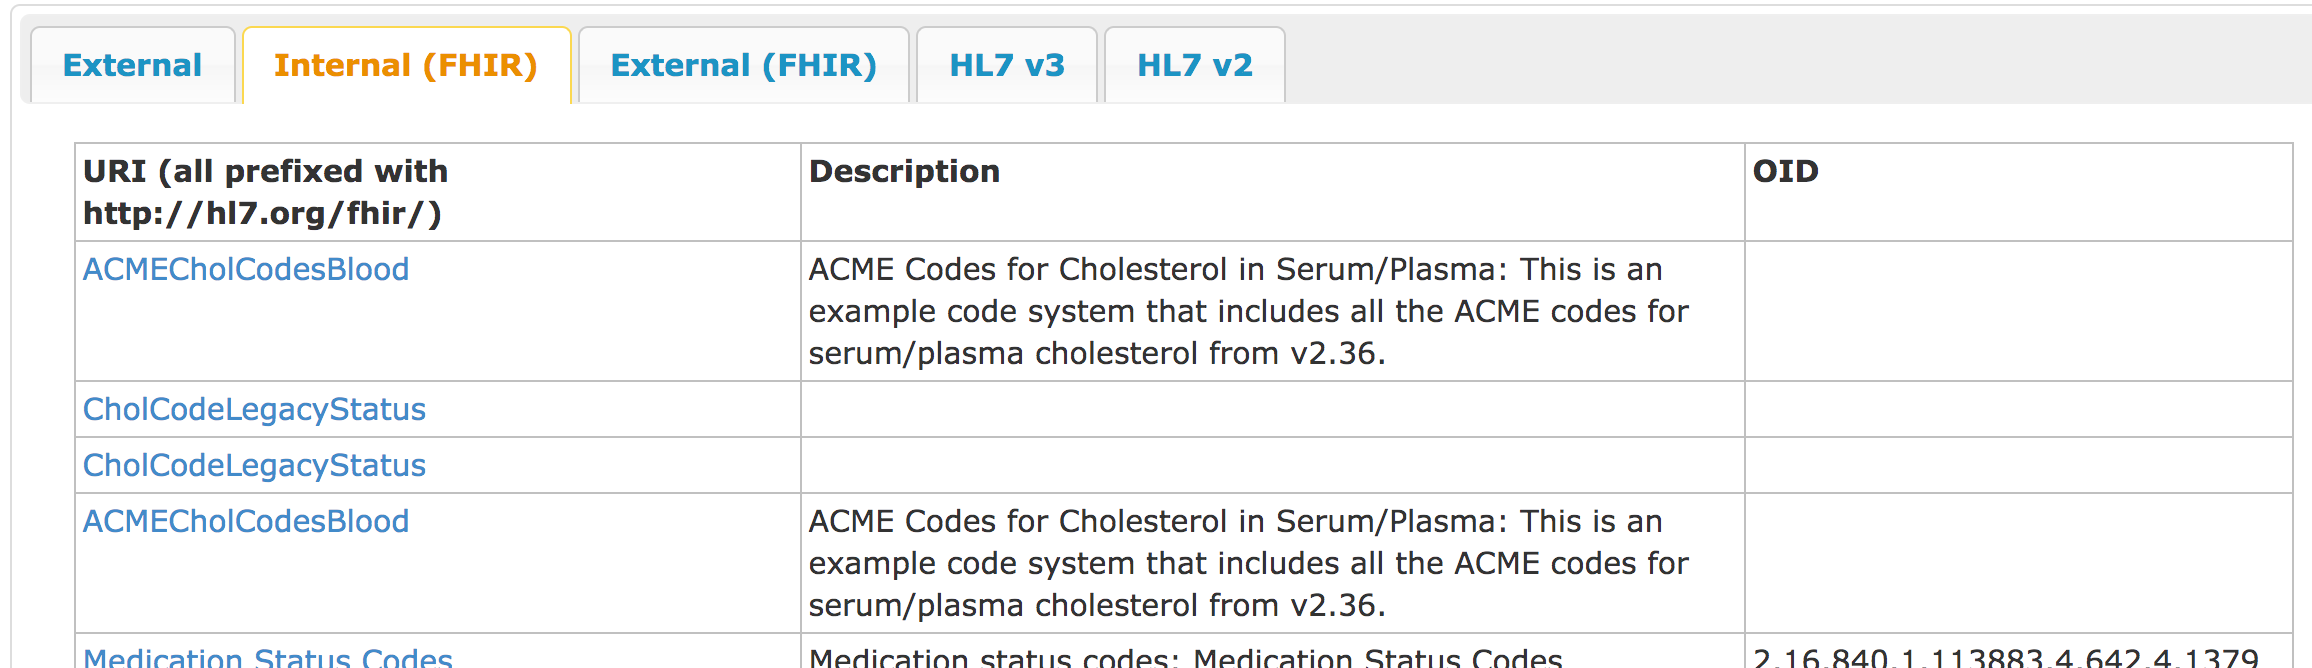 External Internal (FHIR) External (FHIR) HL7 v3 HL7 v2
URI (all prefixed with
http://hl7.org/fhir/)
Description
OID
ACMECholCodesBlood
ACME Codes for Cholesterol in Serum/Plasma: This is an
example code system that includes all the ACME codes for
serum/plasma cholesterol from v2.36.
CholCodeLegacyStatus
CholCodeLegacyStatus
ACMECholCodesBlood
ACME Codes for Cholesterol in Serum/Plasma: This is an
example code system that includes all the ACME codes for
serum/plasma cholesterol from v2.36.
Medication Status Codes
Medication status codes: Medication Status Codes
2.16.840.1.113883.4.642.4.1379